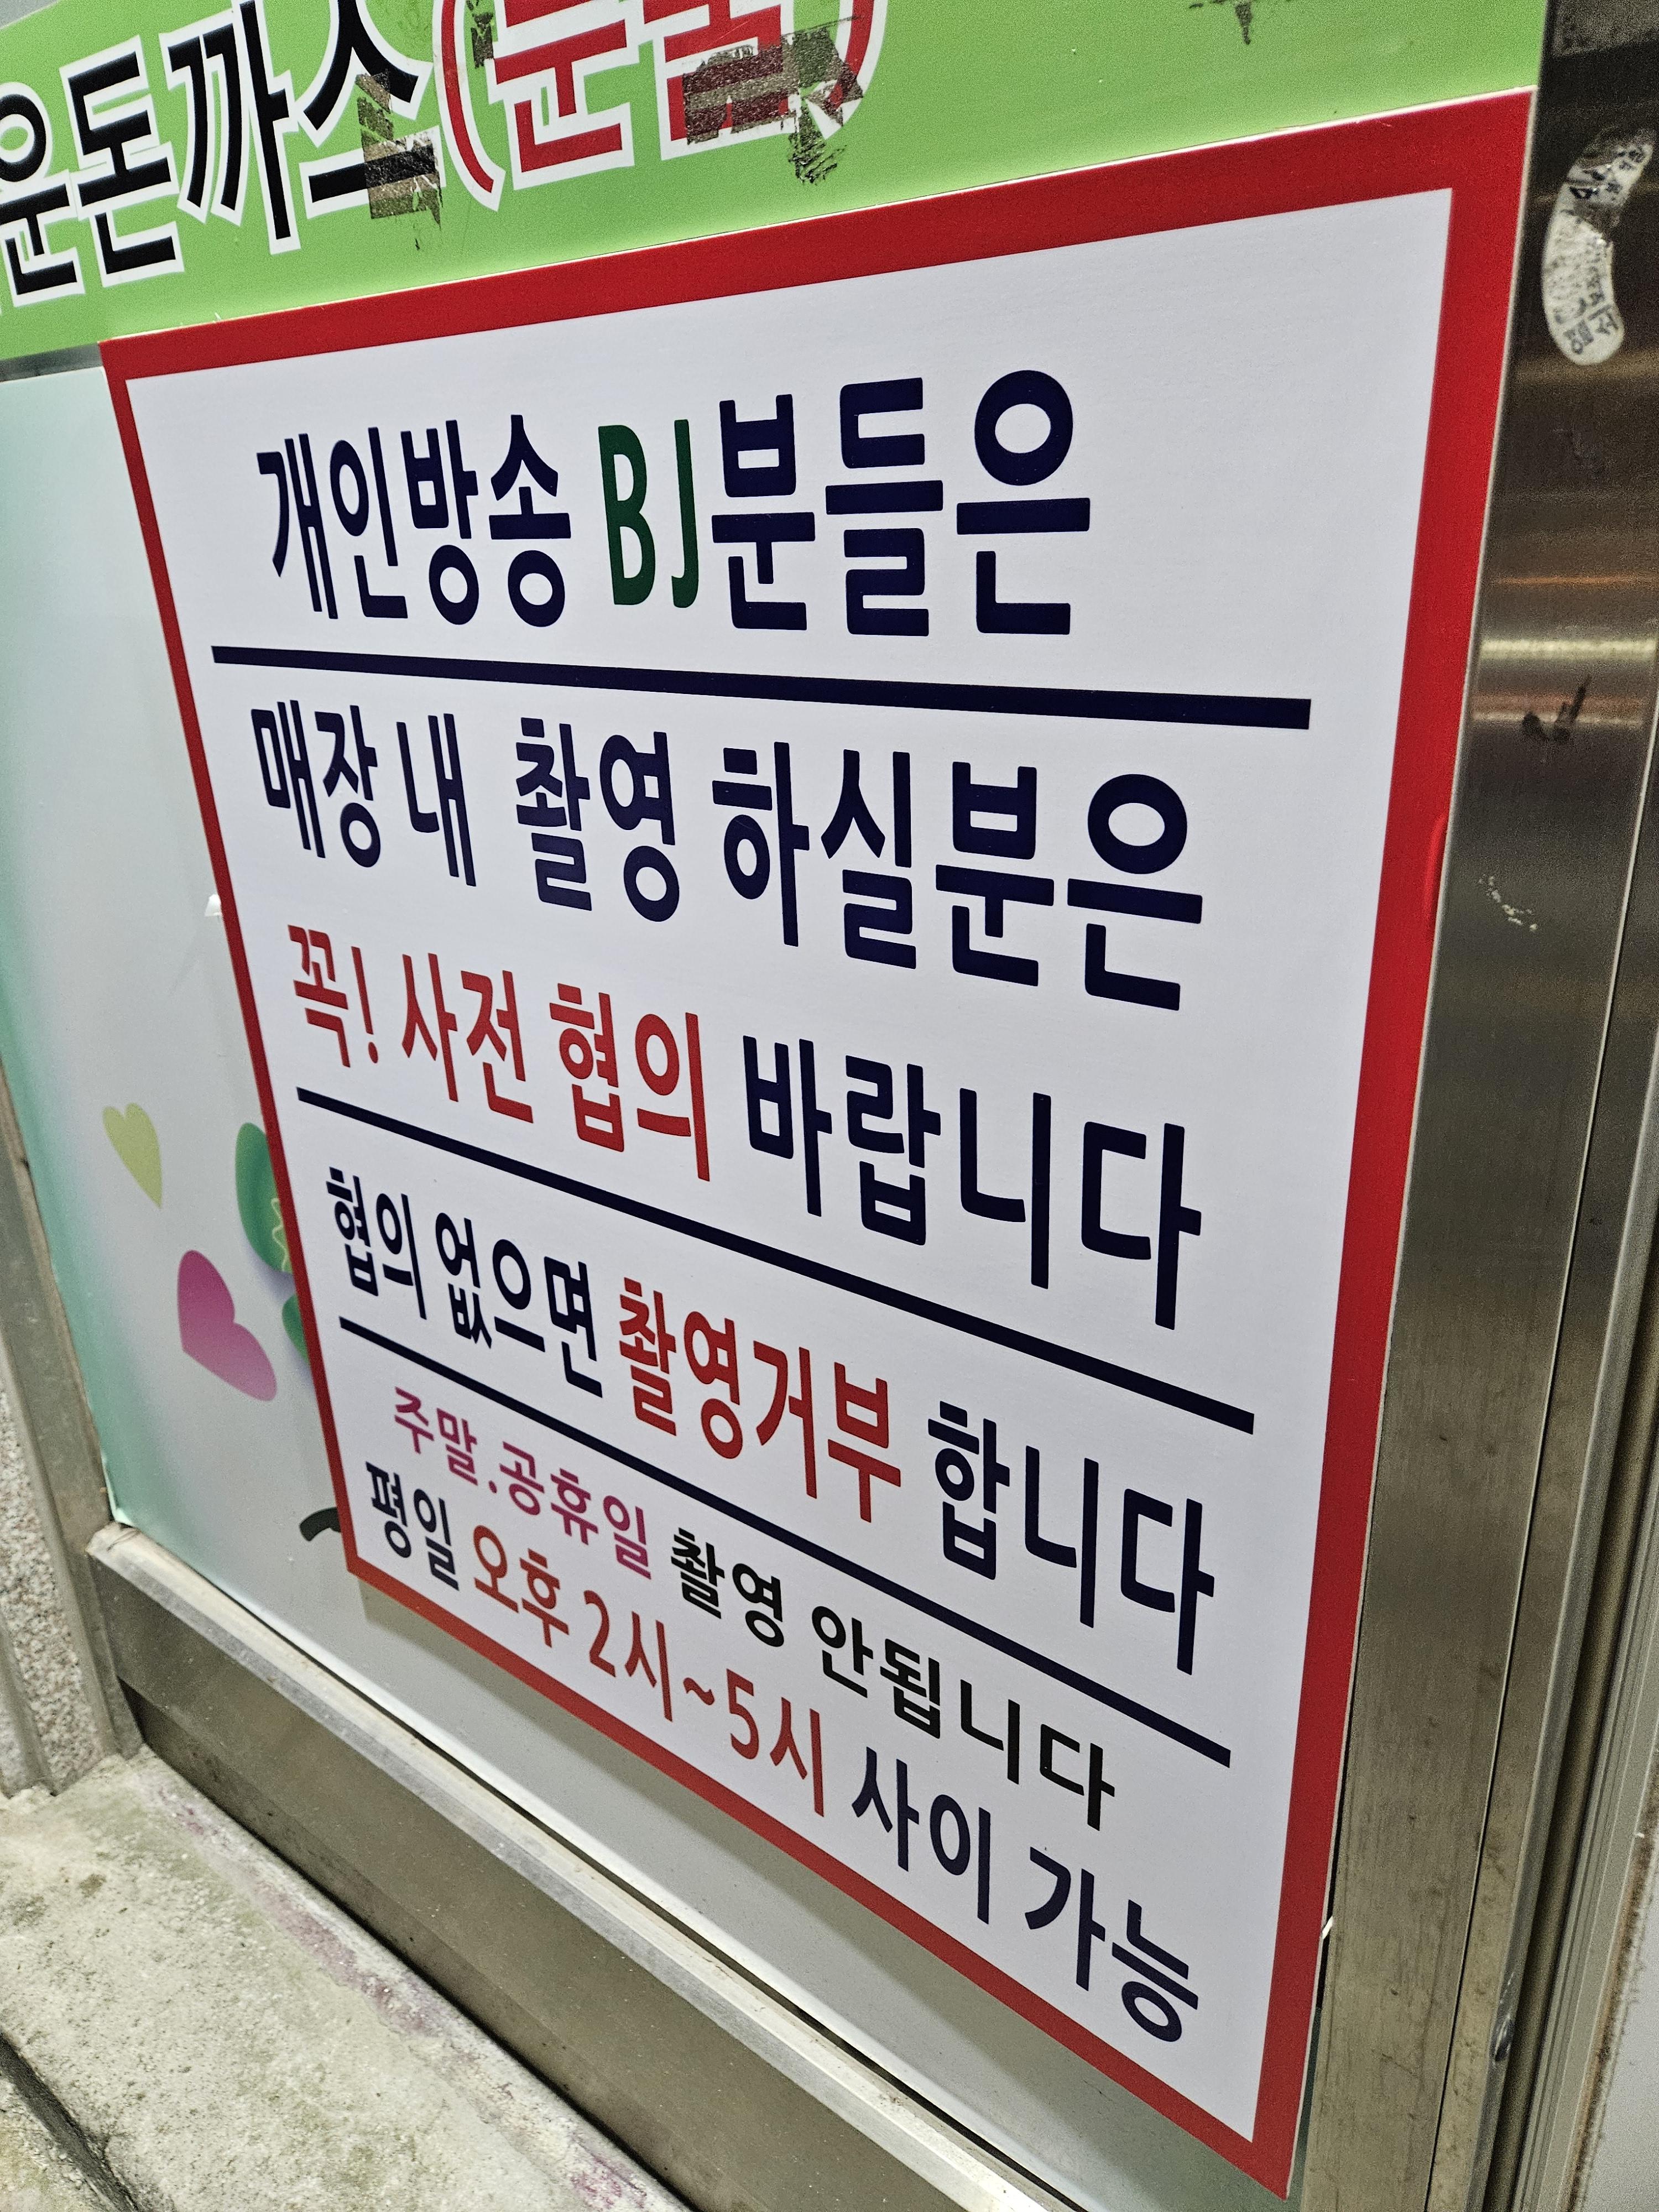 운돈까스
개인방송 BJ분들은
매장 내 촬영 하실분은
꼭! 사전 협의 바랍니다
협의 없으면 촬영거부 합니다
주말.공휴일 촬영 안됩니다
평일 오후 2시~5시 사이 가능